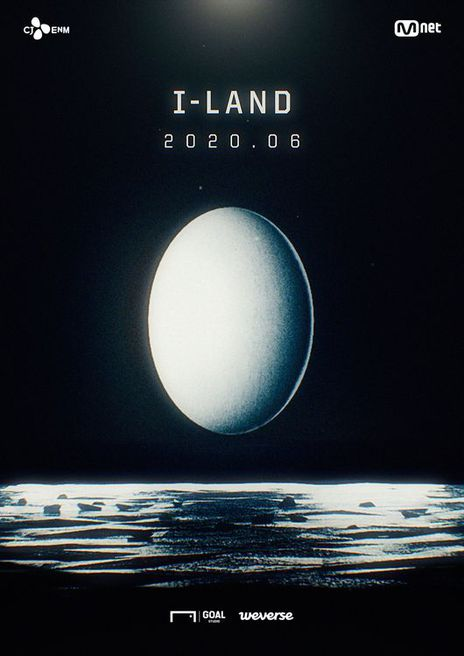 CJ ENM
Mnet
I-LAND
2020.06
GOAL
STUDIO
weverse